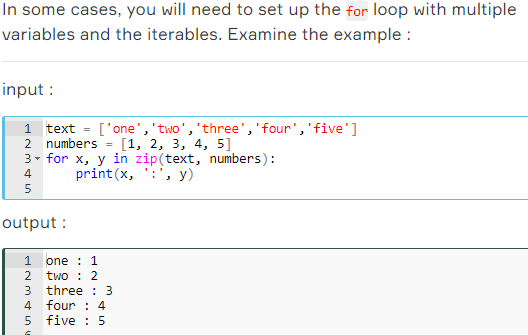 In some cases, you will need to set up the for loop with multiple
variables and the iterables. Examine the example :
input :
1 text = ['one','two','three','four','five']
2 numbers = [1, 2, 3, 4, 5]
3 for x, y in zip(text, numbers):
4     print(x, ':', y)
5
output :
1 one : 1
2 two : 2
3 three : 3
4 four : 4
5 five : 5